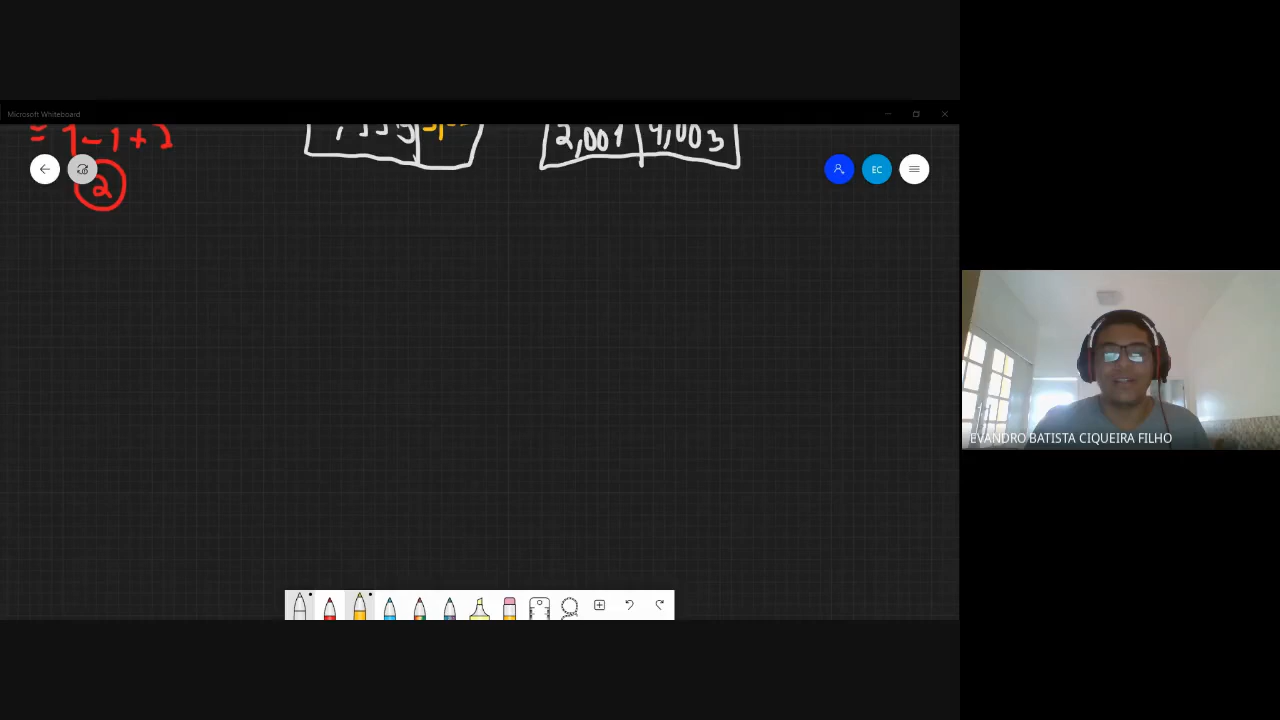 Microsoft Whiteboard
= 1 - 1 + 2
2
2,001 4,003
EC
EVANDRO BATISTA CIQUEIRA FILHO